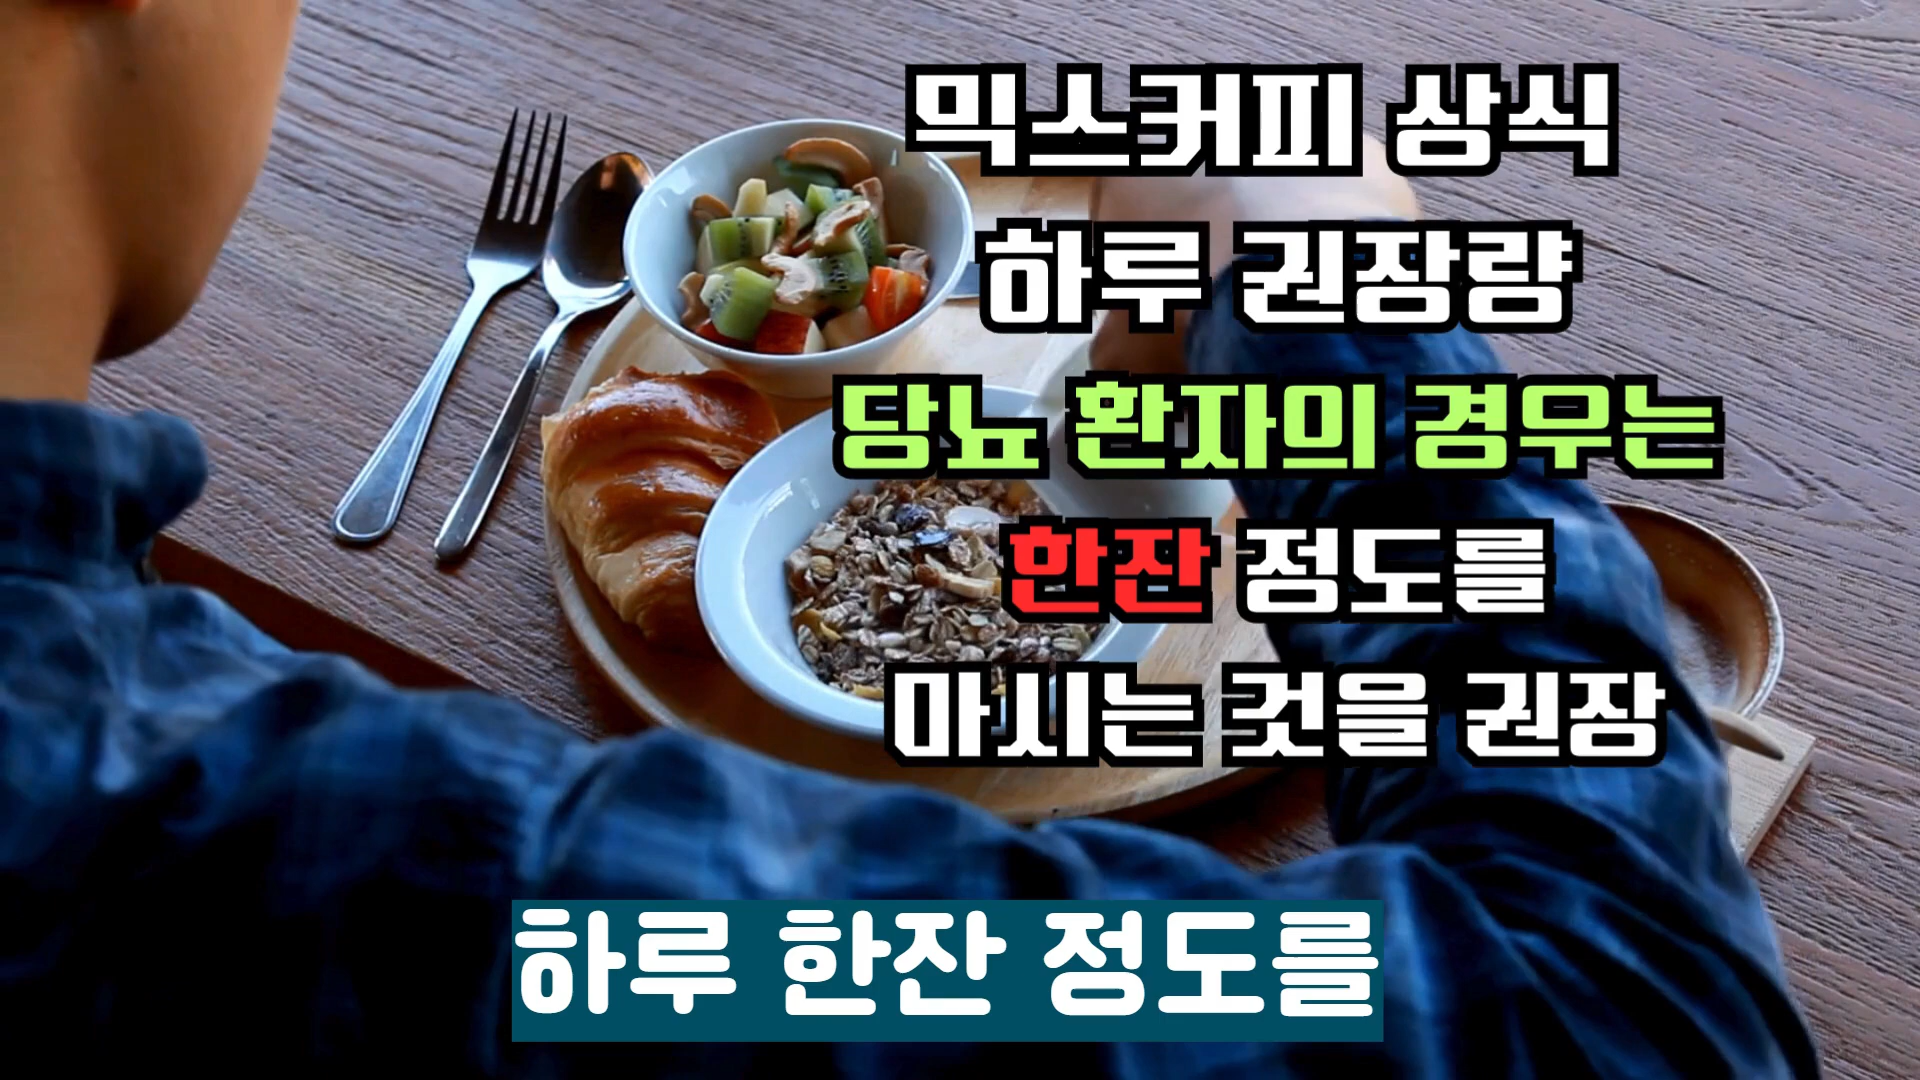 믹스커피 상식
하루 권장량
당뇨 환자의 경우는
한잔 정도를
마시는 것을 권장
하루 한잔 정도를